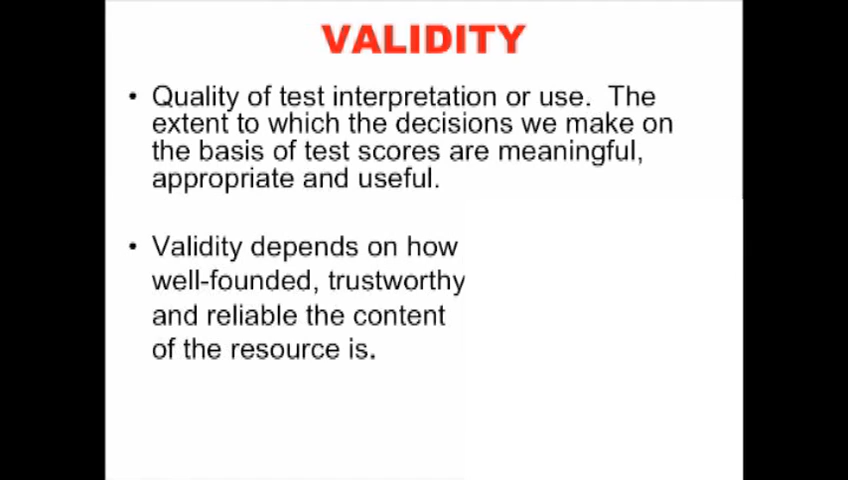 VALIDITY
• Quality of test interpretation or use. The
extent to which the decisions we make on
the basis of test scores are meaningful,
appropriate and useful.
• Validity depends on how
well-founded, trustworthy
and reliable the content
of the resource is.